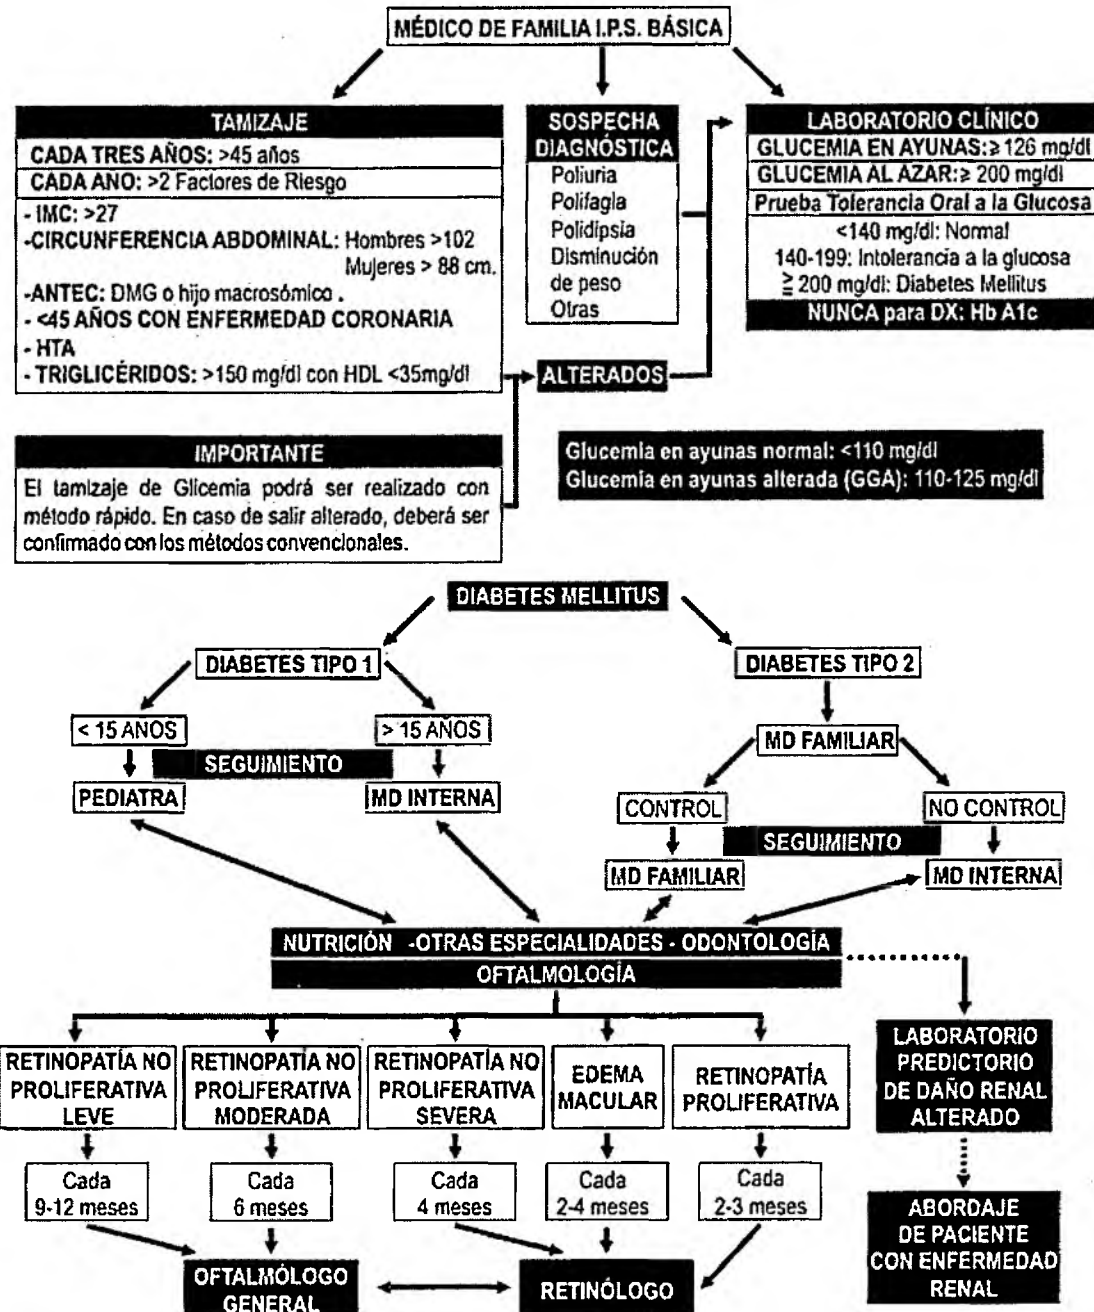 MÉDICO DE FAMILIA I.P.S. BÁSICA
TAMIZAJE
CADA TRES AÑOS: >45 años
CADA ANO: >2 Factores de Riesgo
- IMC: >27
-CIRCUNFERENCIA ABDOMINAL: Hombres >102
Mujeres > 88 cm.
-ANTEC: DMG o hijo macrosómico .
- <45 AÑOS CON ENFERMEDAD CORONARIA
- HTA
- TRIGLICÉRIDOS: >150 mg/dl con HDL <35mg/dl
SOSPECHA
DIAGNÓSTICA
Poliuria
Polifagia
Polidipsia
Disminución
de peso
Otras
LABORATORIO CLÍNICO
GLUCEMIA EN AYUNAS: ≥ 126 mg/dl
GLUCEMIA AL AZAR: ≥ 200 mg/dl
Prueba Tolerancia Oral a la Glucosa
<140 mg/dl: Normal
140-199: Intolerancia a la glucosa
≧ 200 mg/dl: Diabetes Mellitus
NUNCA para DX: Hb A1c
ALTERADOS
IMPORTANTE
El tamizaje de Glicemia podrá ser realizado con
método rápido. En caso de salir alterado, deberá ser
confirmado con los métodos convencionales.
Glucemia en ayunas normal: <110 mg/dl
Glucemia en ayunas alterada (GGA): 110-125 mg/dl
DIABETES MELLITUS
DIABETES TIPO 1
DIABETES TIPO 2
< 15 ANOS
> 15 AÑOS
MD FAMILIAR
SEGUIMIENTO
PEDIATRA
MD INTERNA
CONTROL
NO CONTROL
SEGUIMIENTO
MD FAMILIAR
MD INTERNA
NUTRICIÓN -OTRAS ESPECIALIDADES - ODONTOLOGÍA
OFTALMOLOGÍA
RETINOPATÍA NO
PROLIFERATIVA
LEVE
RETINOPATÍA NO
PROLIFERATIVA
MODERADA
RETINOPATÍA NO
PROLIFERATIVA
SEVERA
EDEMA
MACULAR
RETINOPATÍA
PROLIFERATIVA
LABORATORIO
PREDICTORIO
DE DAÑO RENAL
ALTERADO
Cada
9-12 meses
Cada
6 meses
Cada
4 meses
Cada
2-4 meses
Cada
2-3 meses
ABORDAJE
DE PACIENTE
CON ENFERMEDAD
RENAL
OFTALMÓLOGO
GENERAL
RETINÓLOGO